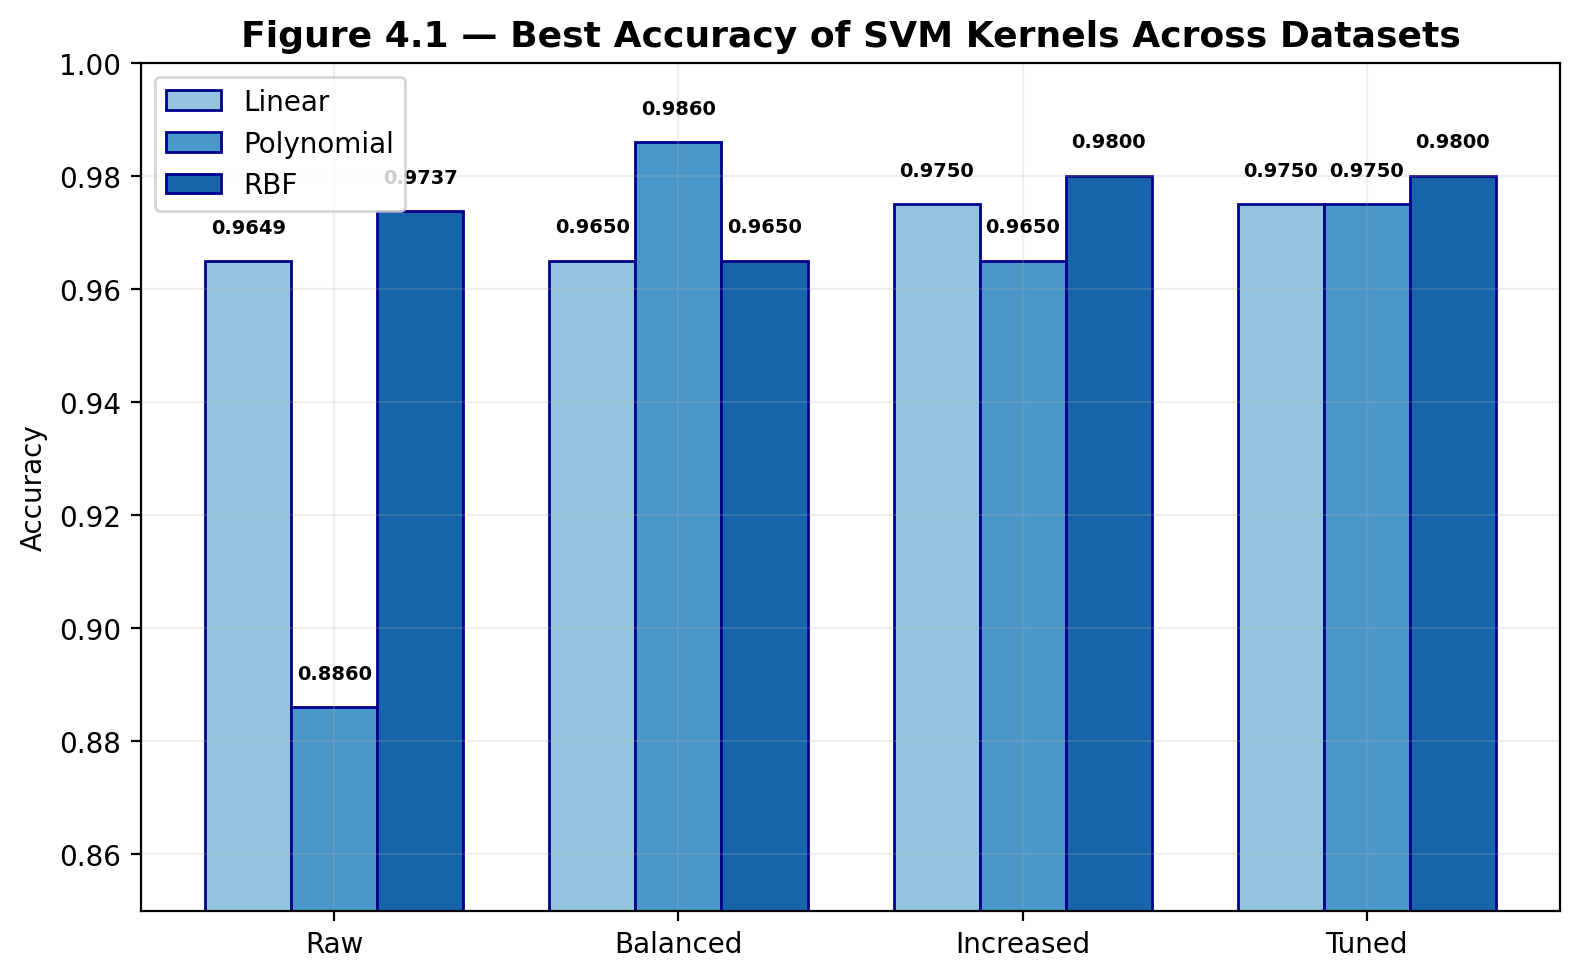 Figure 4.1 — Best Accuracy of SVM Kernels Across Datasets
Accuracy
1.00
0.98
0.96
0.94
0.92
0.90
0.88
0.86
Linear
Polynomial
RBF
0.9649
0.8860
0.9737
0.9650
0.9860
0.9650
0.9750
0.9650
0.9800
0.9750
0.9750
0.9800
Raw
Balanced
Increased
Tuned